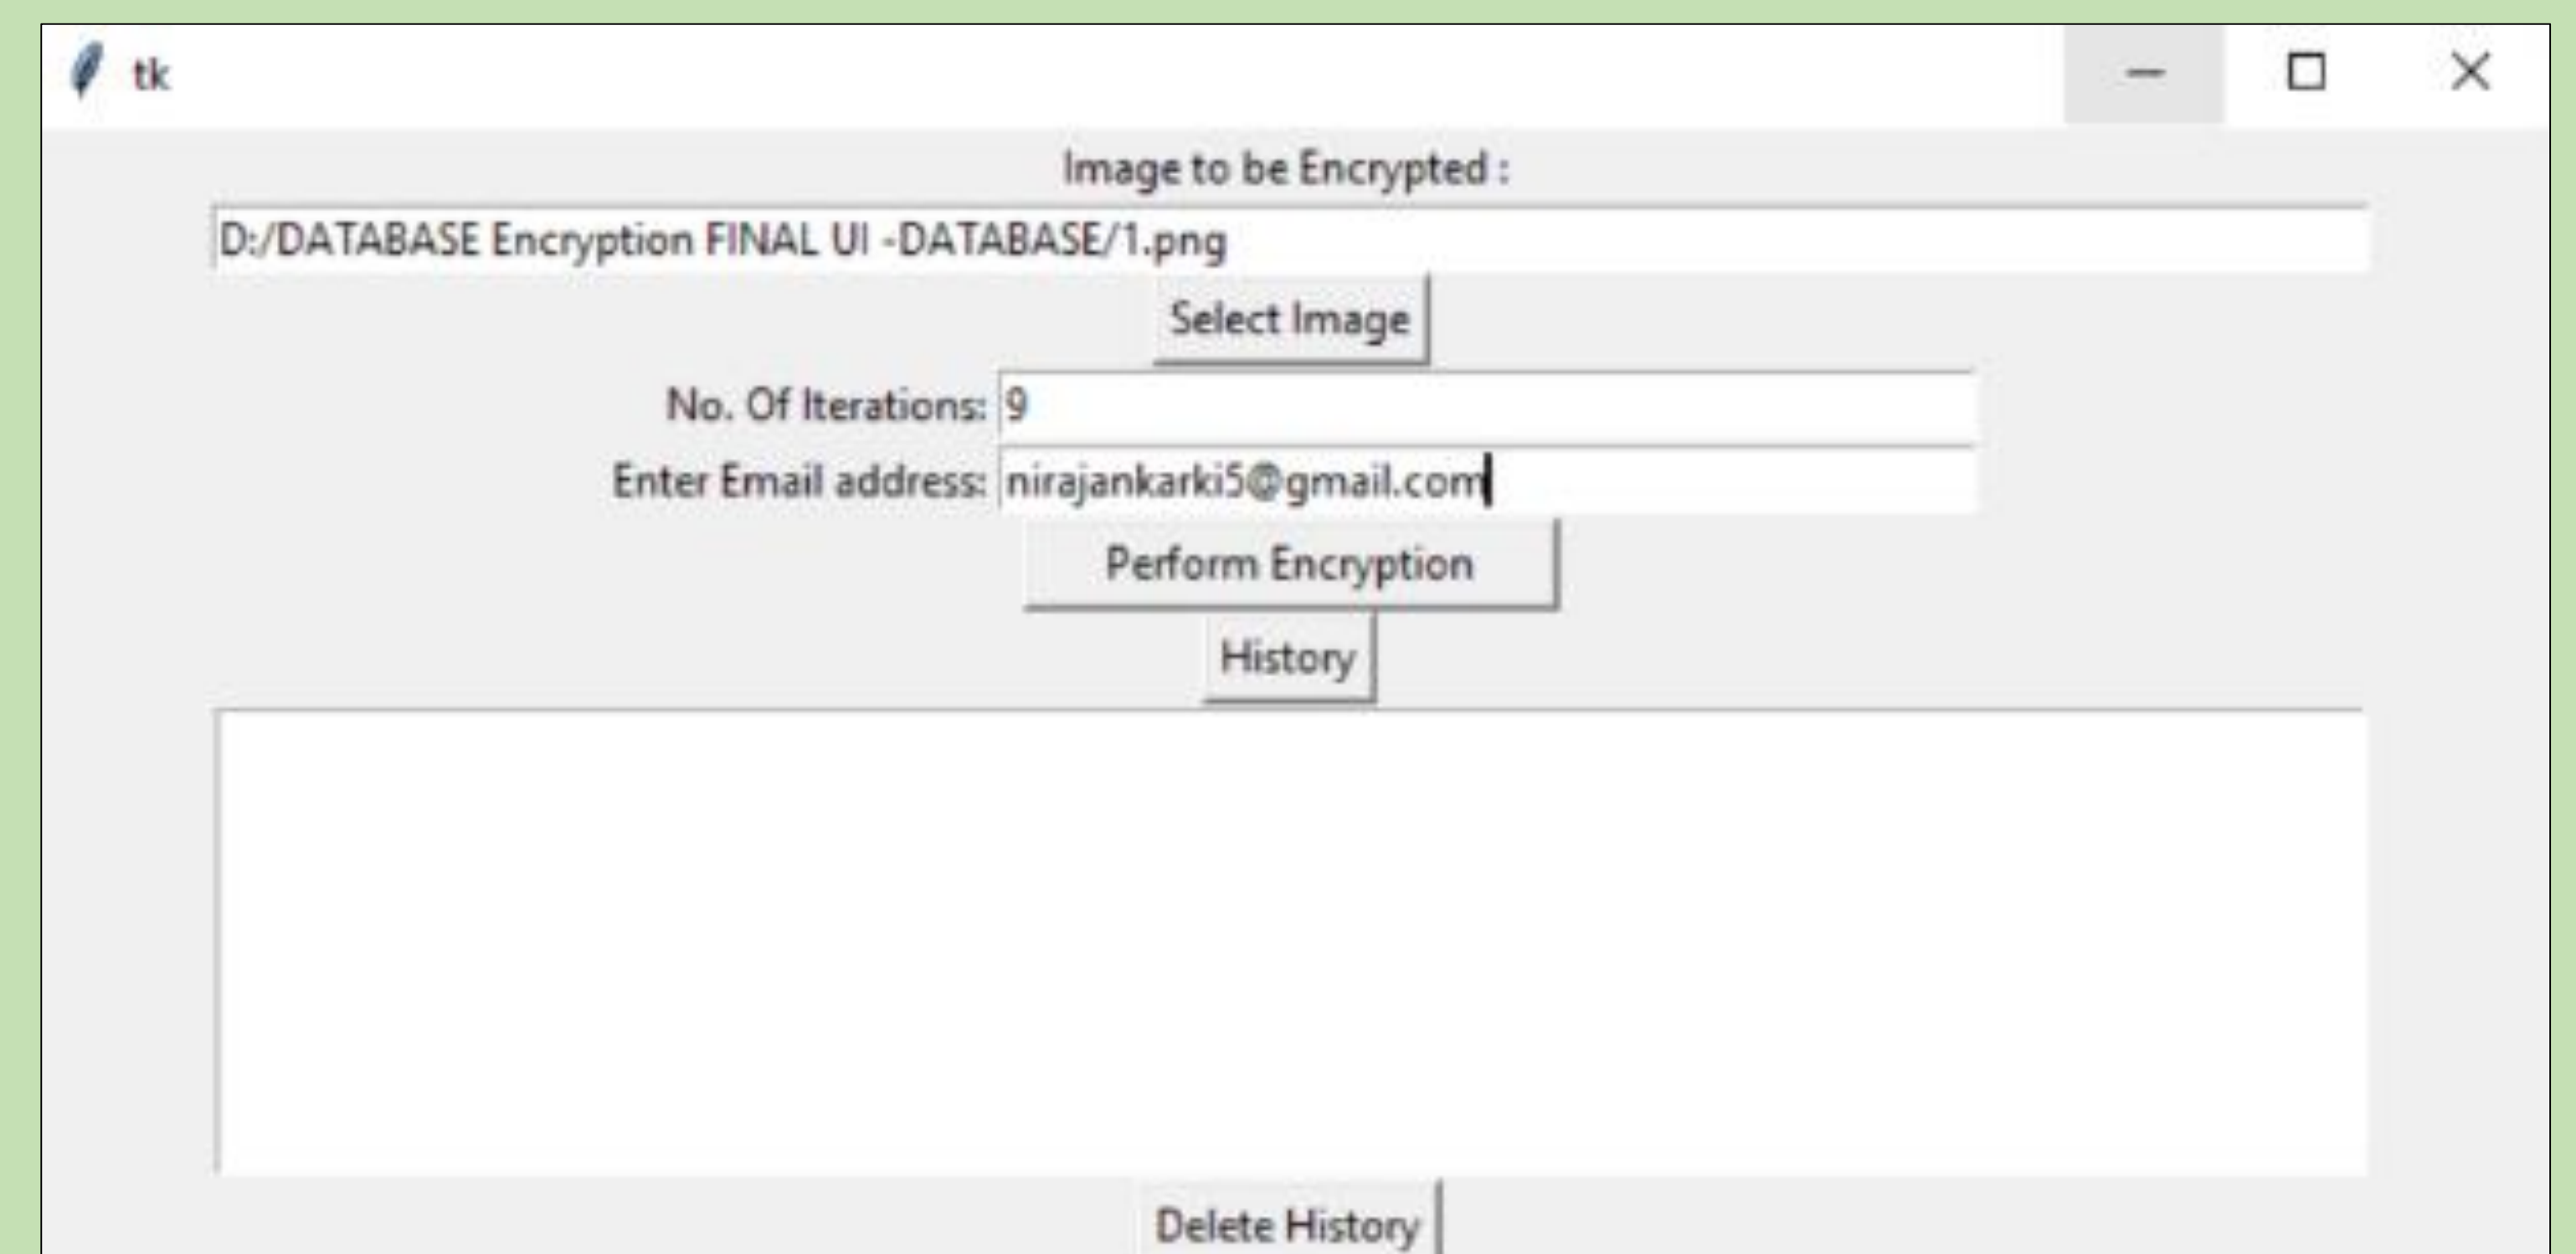 tk
Image to be Encrypted :
D:/DATABASE Encryption FINAL UI -DATABASE/1.png
Select Image
No. Of Iterations: 9
Enter Email address: nirajankarki5@gmail.com
Perform Encryption
History
Delete History